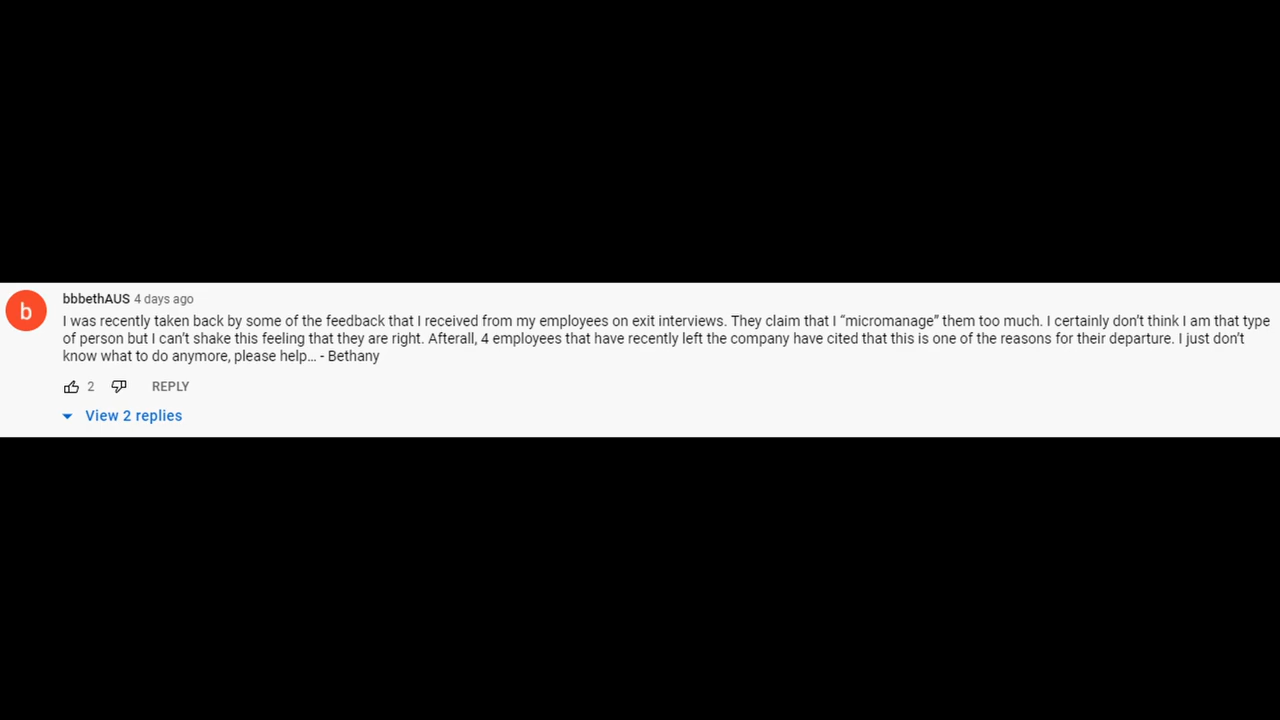 b
bbbethAUS 4 days ago
I was recently taken back by some of the feedback that I received from my employees on exit interviews. They claim that I “micromanage” them too much. I certainly don’t think I am that type
of person but I can’t shake this feeling that they are right. Afterall, 4 employees that have recently left the company have cited that this is one of the reasons for their departure. I just don’t
know what to do anymore, please help... - Bethany
2 REPLY
View 2 replies